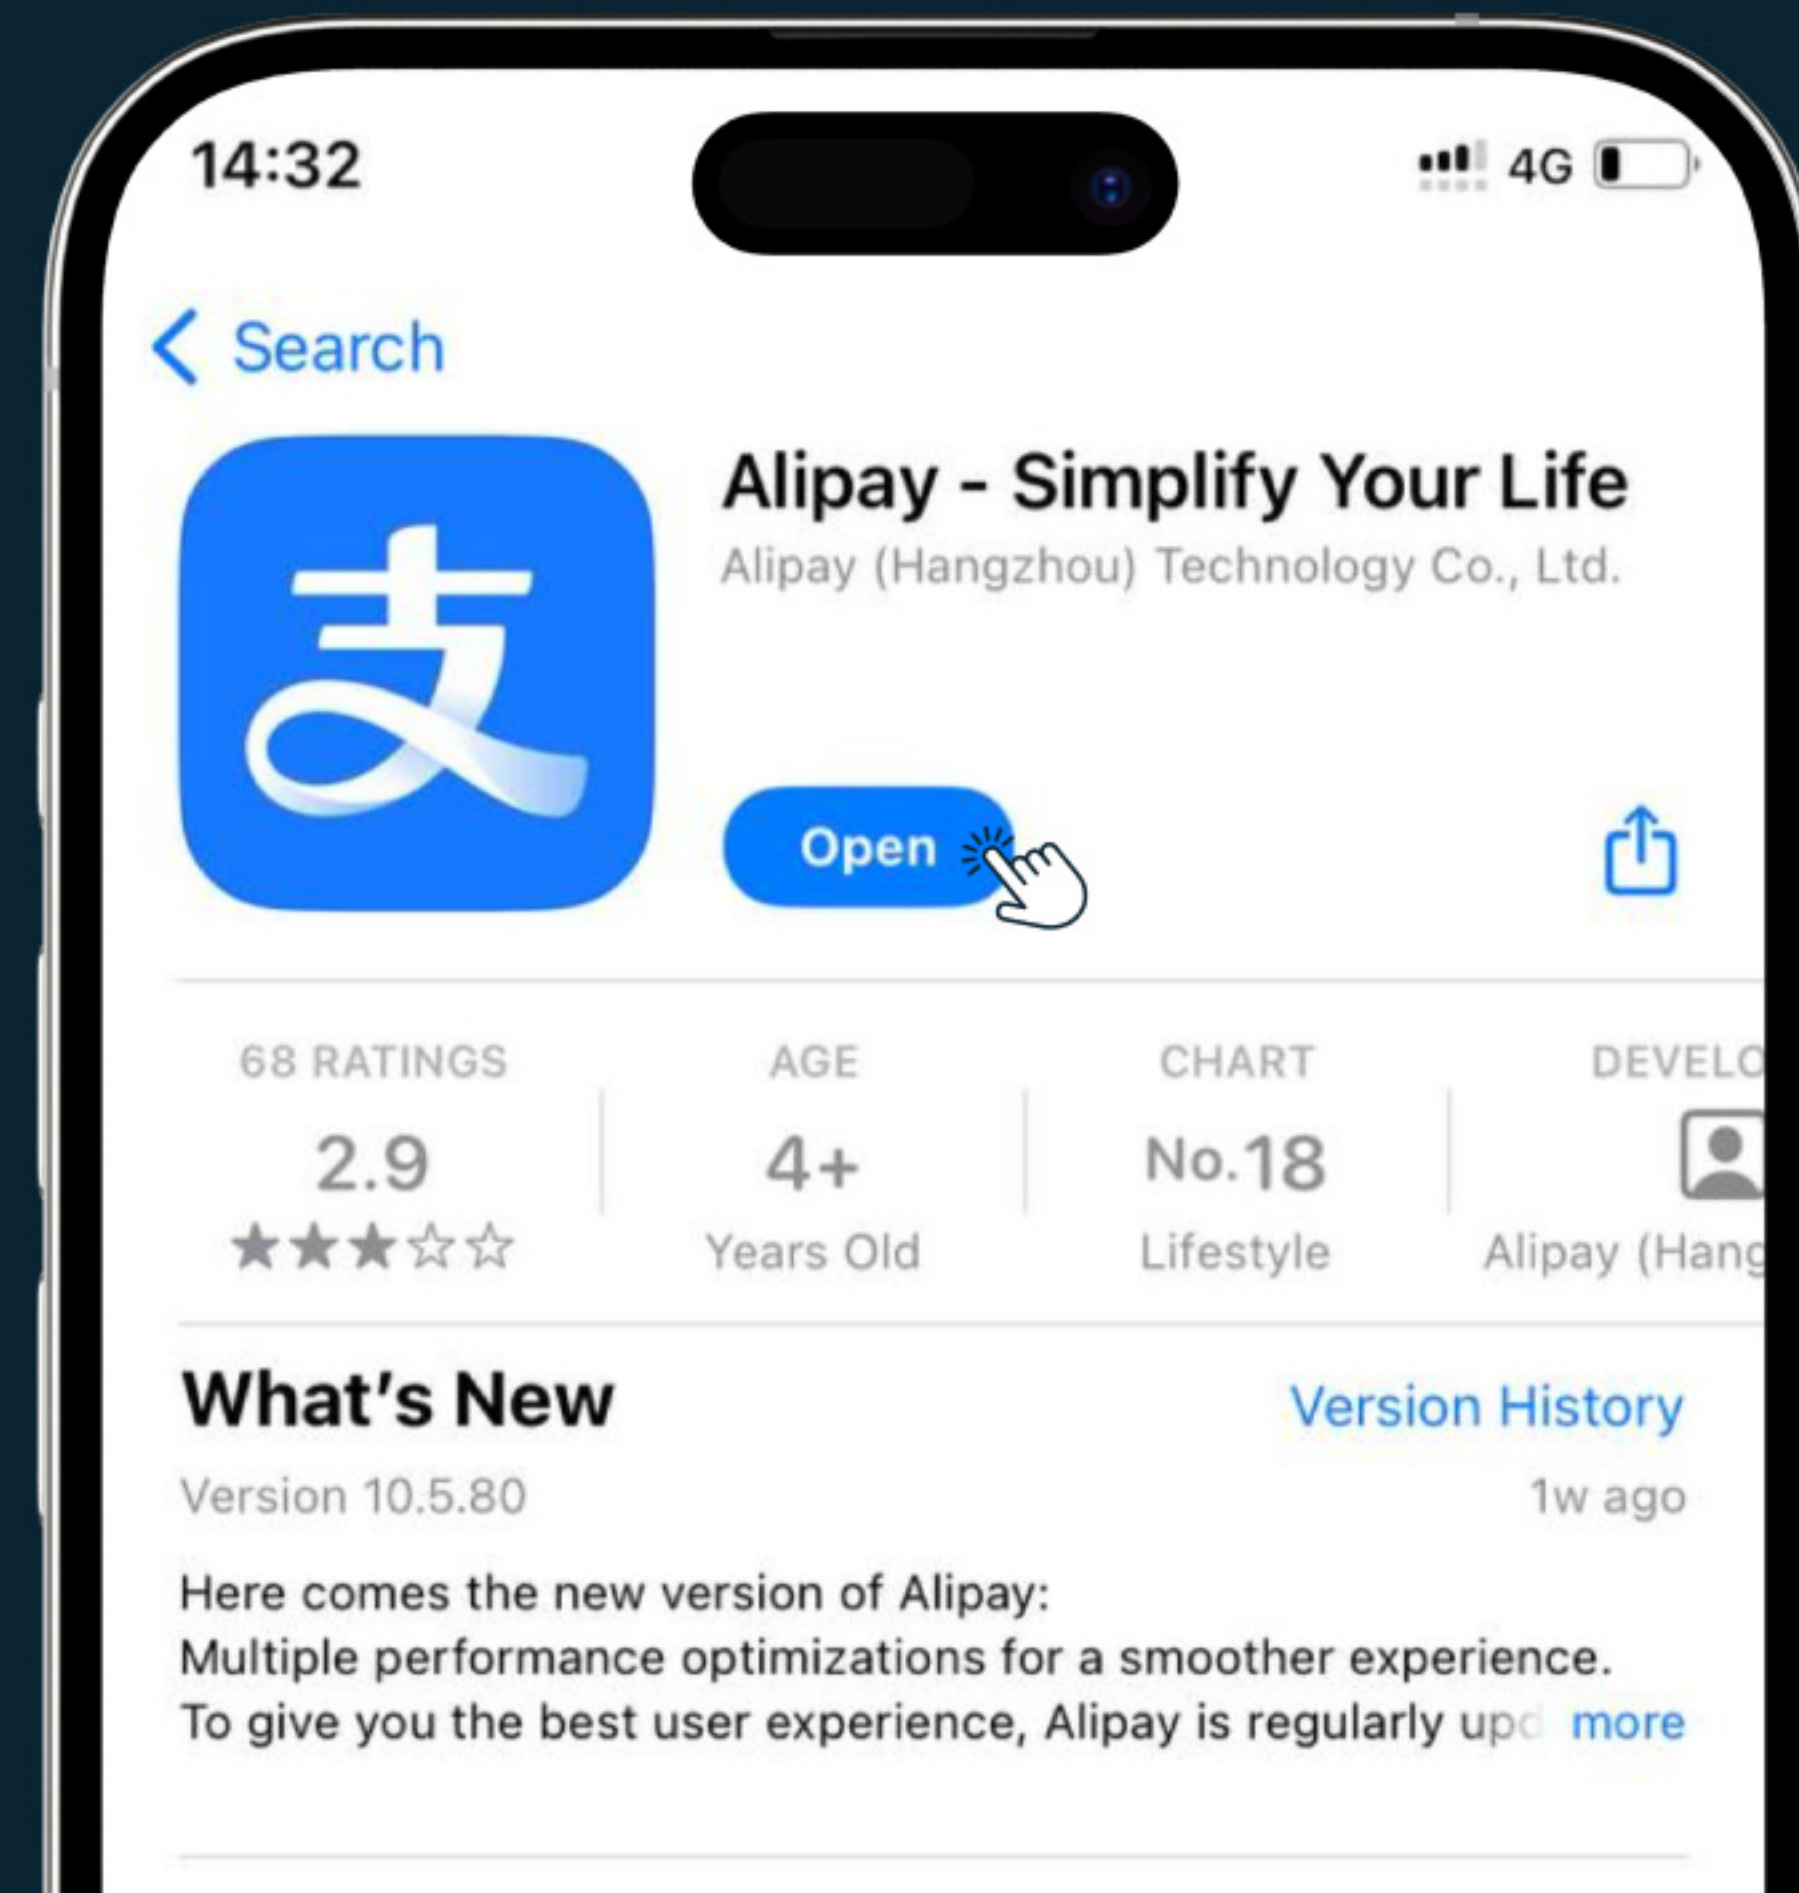 14:32
4G
Search
支
Alipay - Simplify Your Life
Alipay (Hangzhou) Technology Co., Ltd.
Open
68 RATINGS
AGE
CHART
DEVELO
2.9
4+
No.18
Years Old
Lifestyle
Alipay (Hang
What's New
Version History
Version 10.5.80
1w ago
Here comes the new version of Alipay:
Multiple performance optimizations for a smoother experience.
To give you the best user experience, Alipay is regularly upd more